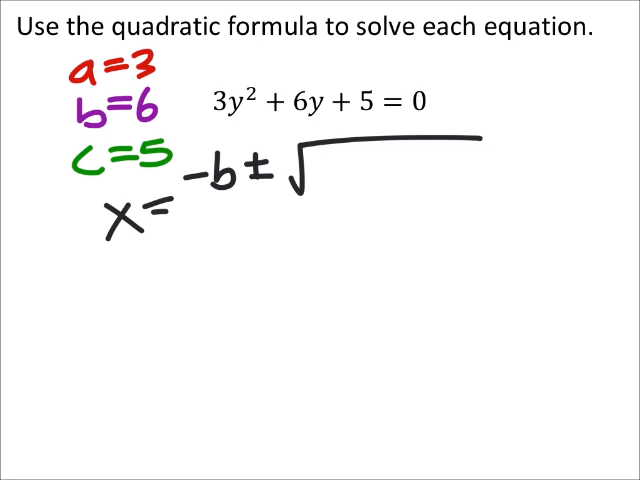 Use the quadratic formula to solve each equation.
a=3
b=6
3y² + 6y + 5 = 0
c=5
x= -b ± √